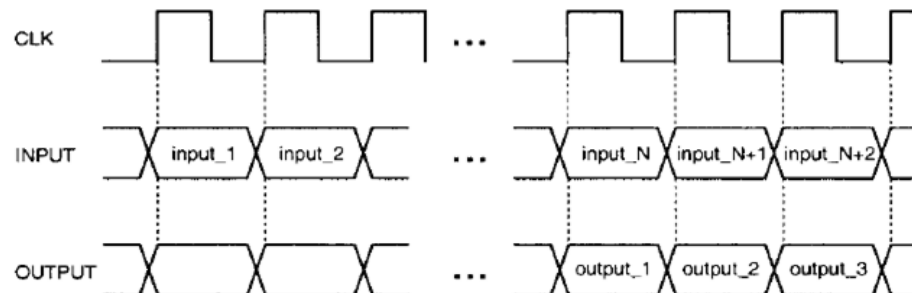 CLK ...
INPUT input_1 input_2 ... input_N input_N+1 input_N+2
OUTPUT ... output_1 output_2 output_3